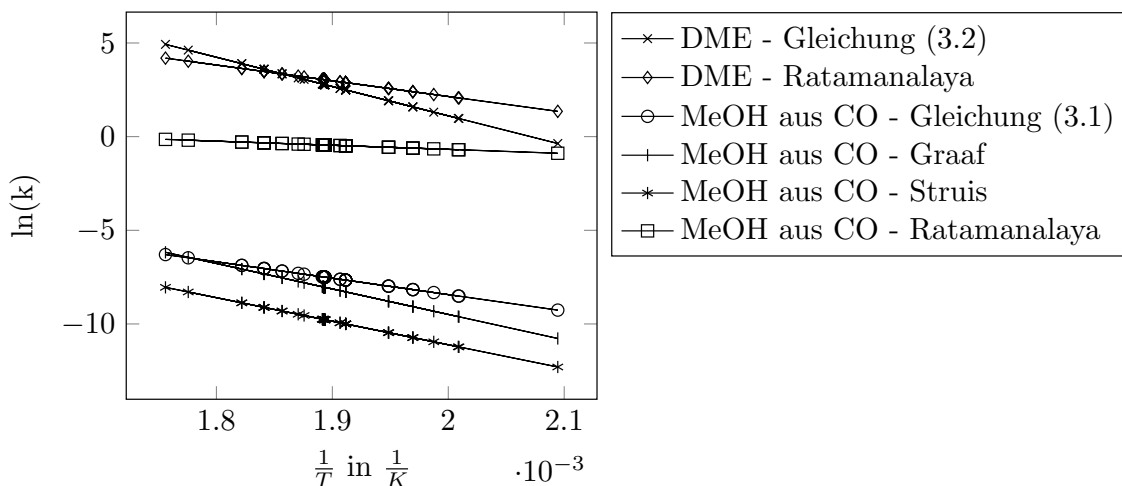 5
0
−5
−10
ln(k)
1.8
1.9
2
2.1
1/T in 1/K
·10−3
DME - Gleichung (3.2)
DME - Ratamanalaya
MeOH aus CO - Gleichung (3.1)
MeOH aus CO - Graaf
MeOH aus CO - Struis
MeOH aus CO - Ratamanalaya